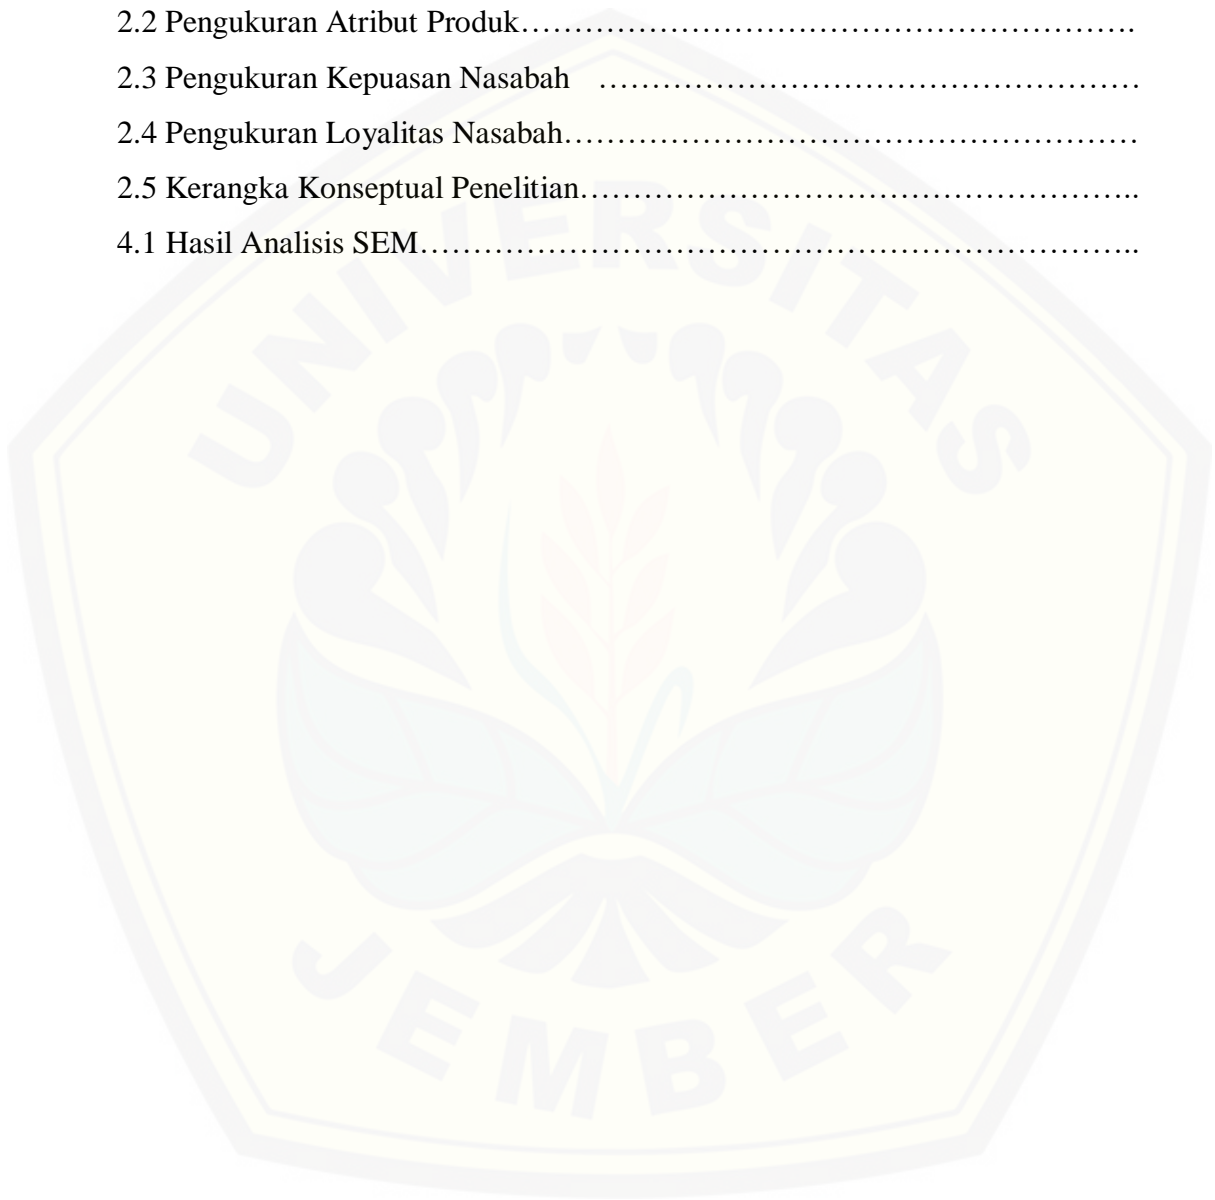 2.2 Pengukuran Atribut Produk………………………………………………….
2.3 Pengukuran Kepuasan Nasabah ……………………………………………
2.4 Pengukuran Loyalitas Nasabah………………………………………………
2.5 Kerangka Konseptual Penelitian……………………………………………..
4.1 Hasil Analisis SEM…………………………………………………………..
UNIVERSITAS
JEMBER